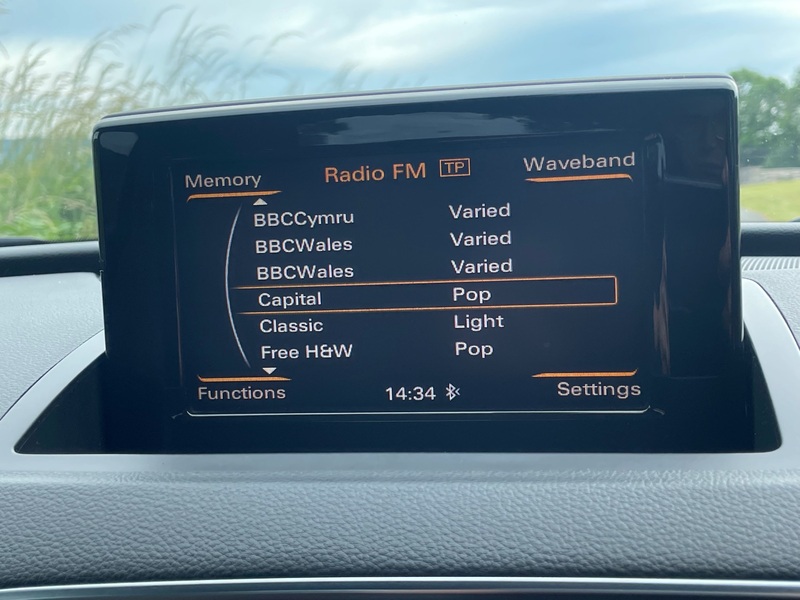 Memory Radio FM TP Waveband
BBCCymru Varied
BBCWales Varied
BBCWales Varied
Capital Pop
Classic Light
Free H&W Pop
Functions 14:34 Settings